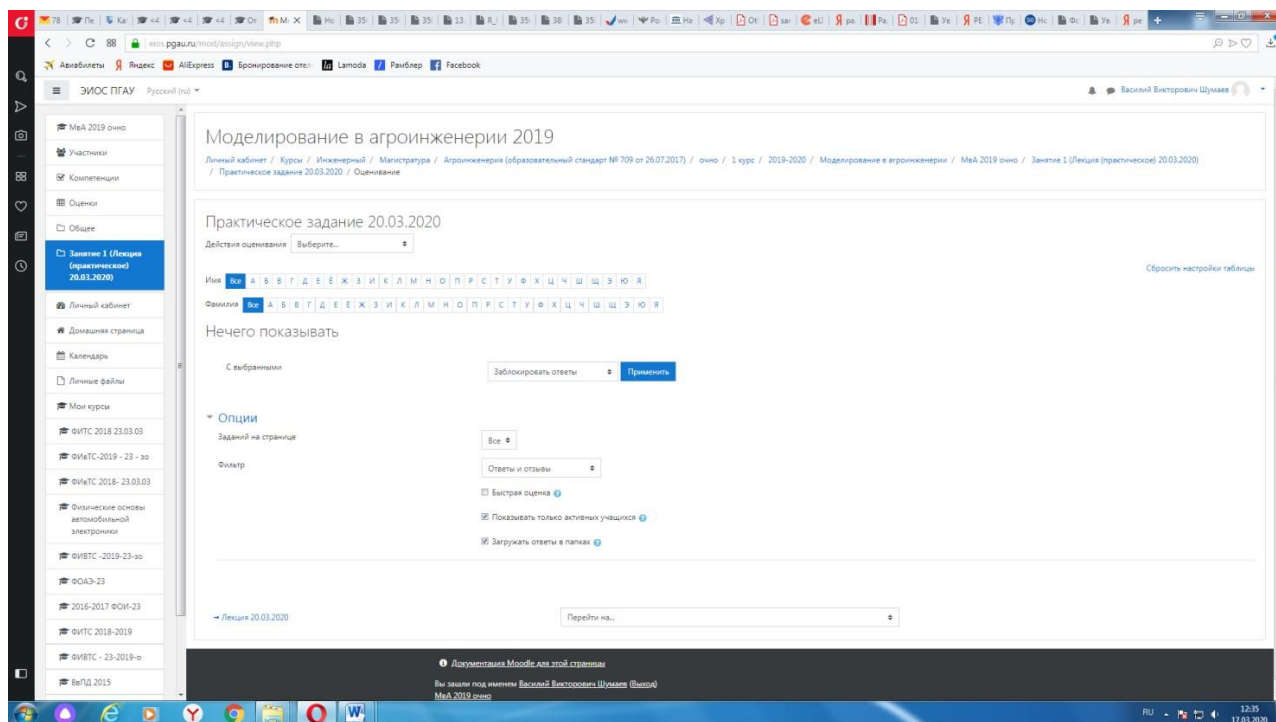 eios.pgau.ru/mod/assign/view.php
Авиабилеты Яндекс AliExpress Бронирование отел Lamoda Рамблер Facebook
ЭИОС ПГАУ Русский (ru)
Василий Викторович Шумаев
МвА 2019 очно
Участники
Компетенции
Оценки
Общее
Занятие 1 (Лекция
(практическое)
20.03.2020)
Личный кабинет
Домашняя страница
Календарь
Личные файлы
Мои курсы
ФИТС 2018 23.03.03
ФИеТС-2019 - 23 - зо
ФИеТС 2018- 23.03.03
Физические основы
автомобильной
электроники
ФИВТС -2019-23-зо
ФОАЭ-23
2016-2017 ФОИ-23
ФИТС 2018-2019
ФИВТС - 23-2019-о
ВеПД 2015
Моделирование в агроинженерии 2019
Личный кабинет / Курсы / Инженерный / Магистратура / Агроинженерия (образовательный стандарт № 709 от 26.07.2017) / очно / 1 курс / 2019-2020 / Моделирование в агроинженерии / МвА 2019 очно / Занятие 1 (Лекция (практическое) 20.03.2020)
/ Практическое задание 20.03.2020 / Оценивание
Практическое задание 20.03.2020
Действия оценивания Выберите...
Сбросить настройки таблицы
Имя Все А Б В Г Д Е Ё Ж З И К Л М Н О П Р С Т У Ф Х Ц Ч Ш Щ Э Ю Я
Фамилия Все А Б В Г Д Е Ё Ж З И К Л М Н О П Р С Т У Ф Х Ц Ч Ш Щ Э Ю Я
Нечего показывать
С выбранными Заблокировать ответы Применить
Опции
Заданий на странице Все
Фильтр Ответы и отзывы
Быстрая оценка
Показывать только активных учащихся
Загружать ответы в папках
Лекция 20.03.2020 Перейти на...
Документация Moodle для этой страницы
Вы зашли под именем Василий Викторович Шумаев (Выход)
МвА 2019 очно
RU 12:35
17.03.2020